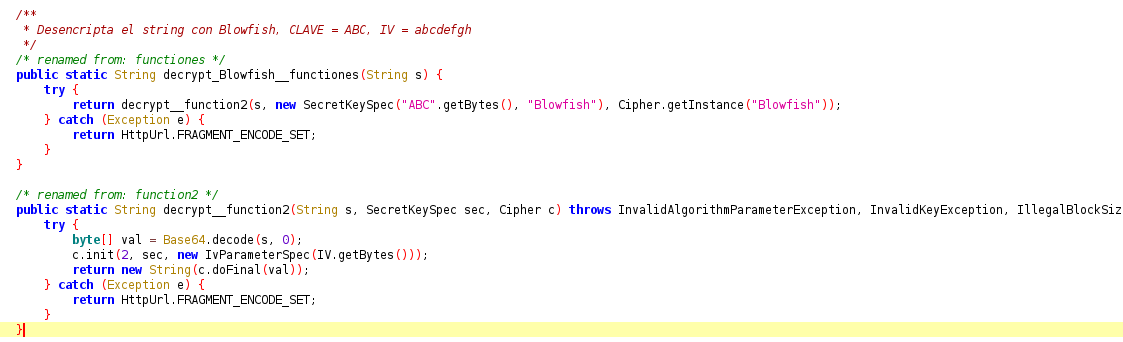 /**
 * Desencripta el string con Blowfish, CLAVE = ABC, IV = abcdefgh
 */
/* renamed from: functiones */
public static String decrypt_Blowfish__functiones(String s) {
    try {
        return decrypt__function2(s, new SecretKeySpec("ABC".getBytes(), "Blowfish"), Cipher.getInstance("Blowfish"));
    } catch (Exception e) {
        return HttpUrl.FRAGMENT_ENCODE_SET;
    }
}

/* renamed from: function2 */
public static String decrypt__function2(String s, SecretKeySpec sec, Cipher c) throws InvalidAlgorithmParameterException, InvalidKeyException, IllegalBlockSiz
    try {
        byte[] val = Base64.decode(s, 0);
        c.init(2, sec, new IvParameterSpec(IV.getBytes()));
        return new String(c.doFinal(val));
    } catch (Exception e) {
        return HttpUrl.FRAGMENT_ENCODE_SET;
    }
}